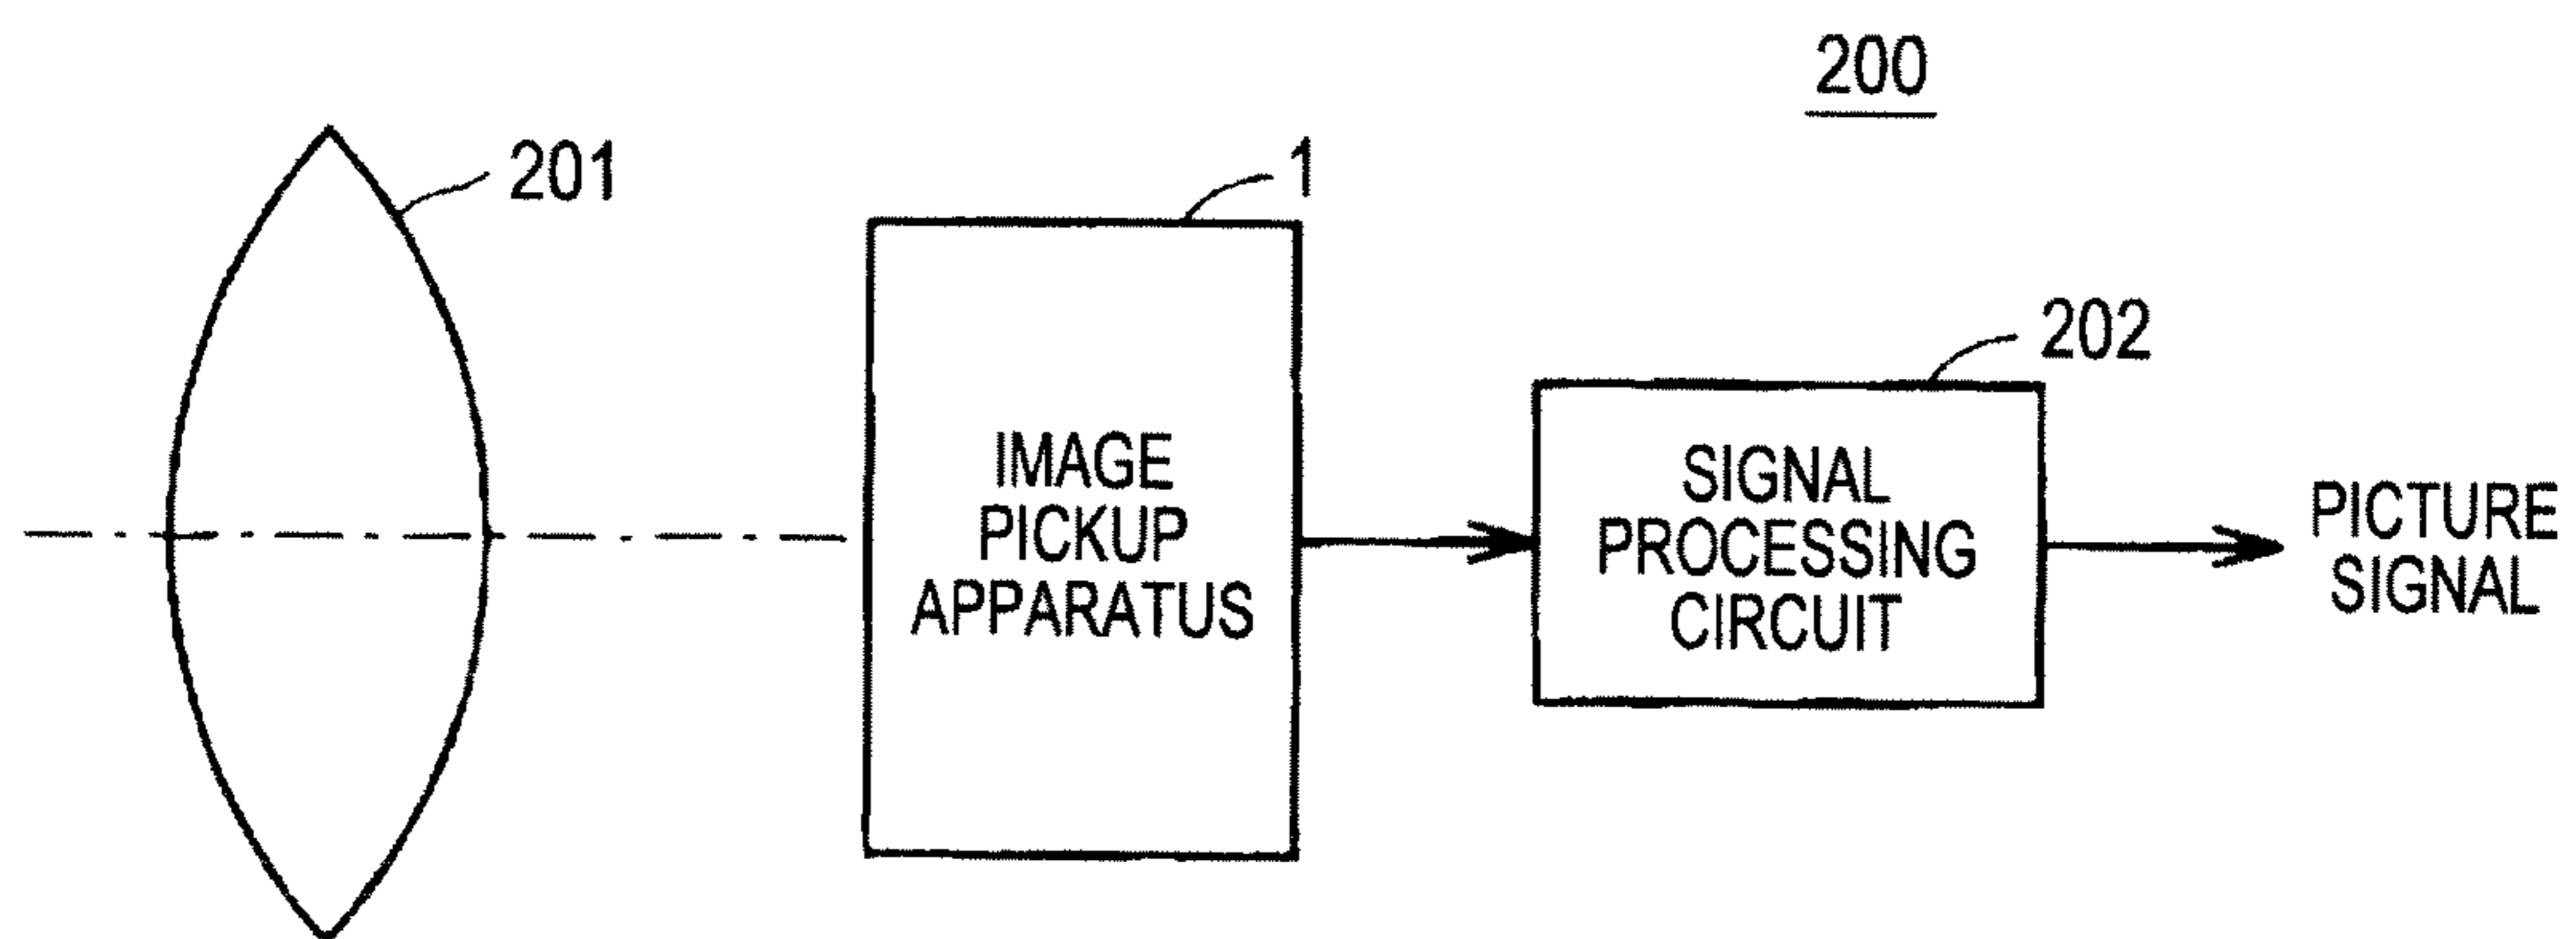 200
201
1
IMAGE
PICKUP
APPARATUS
202
SIGNAL
PROCESSING
CIRCUIT
PICTURE
SIGNAL